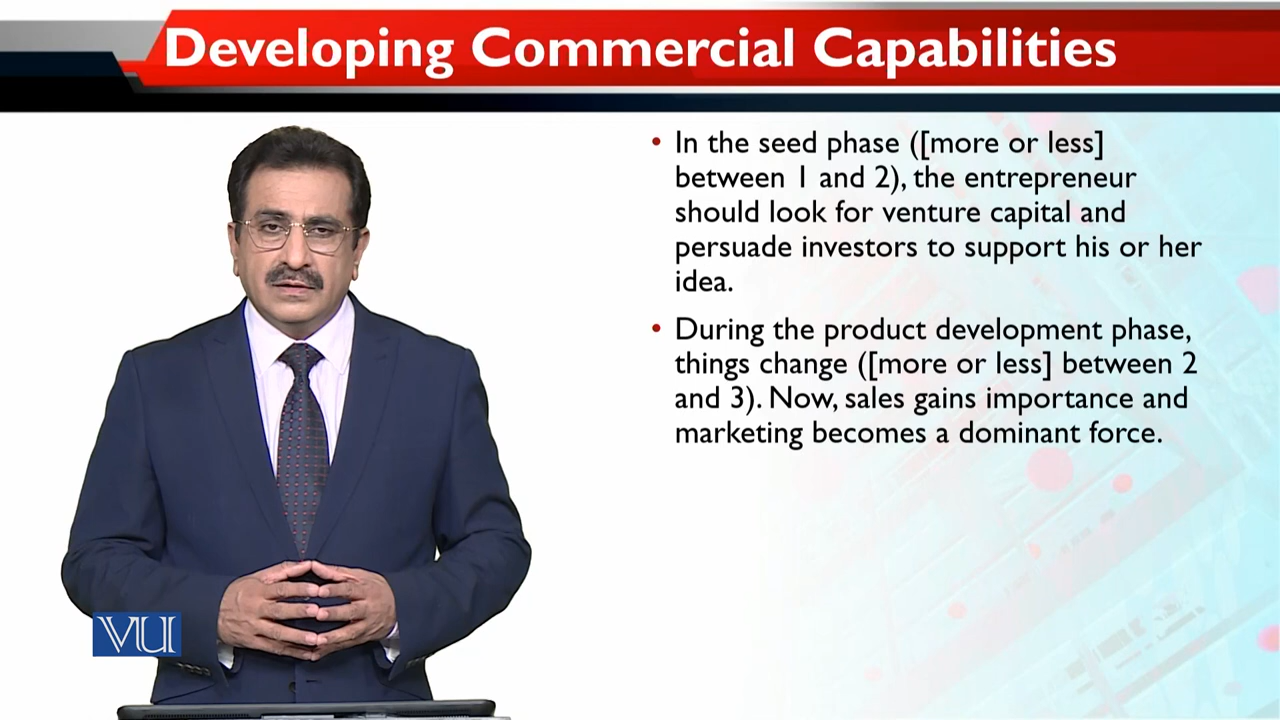 Developing Commercial Capabilities
• In the seed phase ([more or less]
between 1 and 2), the entrepreneur
should look for venture capital and
persuade investors to support his or her
idea.
• During the product development phase,
things change ([more or less] between 2
and 3). Now, sales gains importance and
marketing becomes a dominant force.
VU